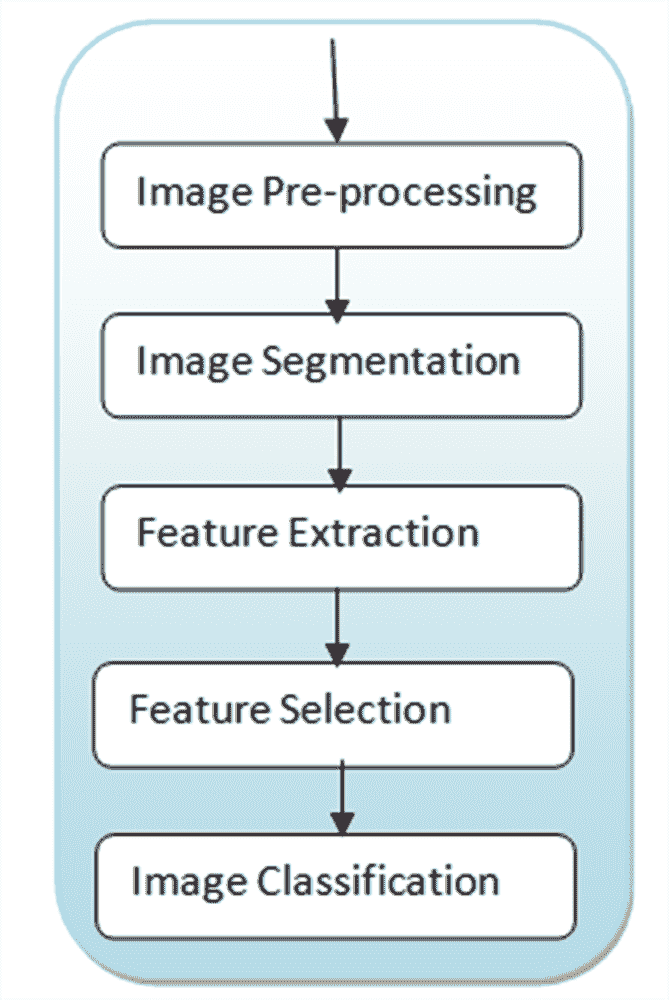 Image Pre-processing
Image Segmentation
Feature Extraction
Feature Selection
Image Classification